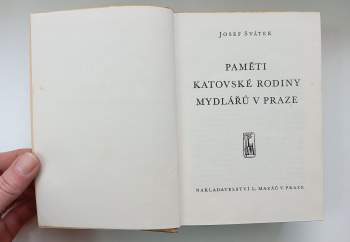 JOSEF SVÁTEK
PAMĚTI
KATOVSKÉ RODINY
MYDLÁŘŮ V PRAZE
NAKLADATELSTVÍ L. MAZÁČ V PRAZE